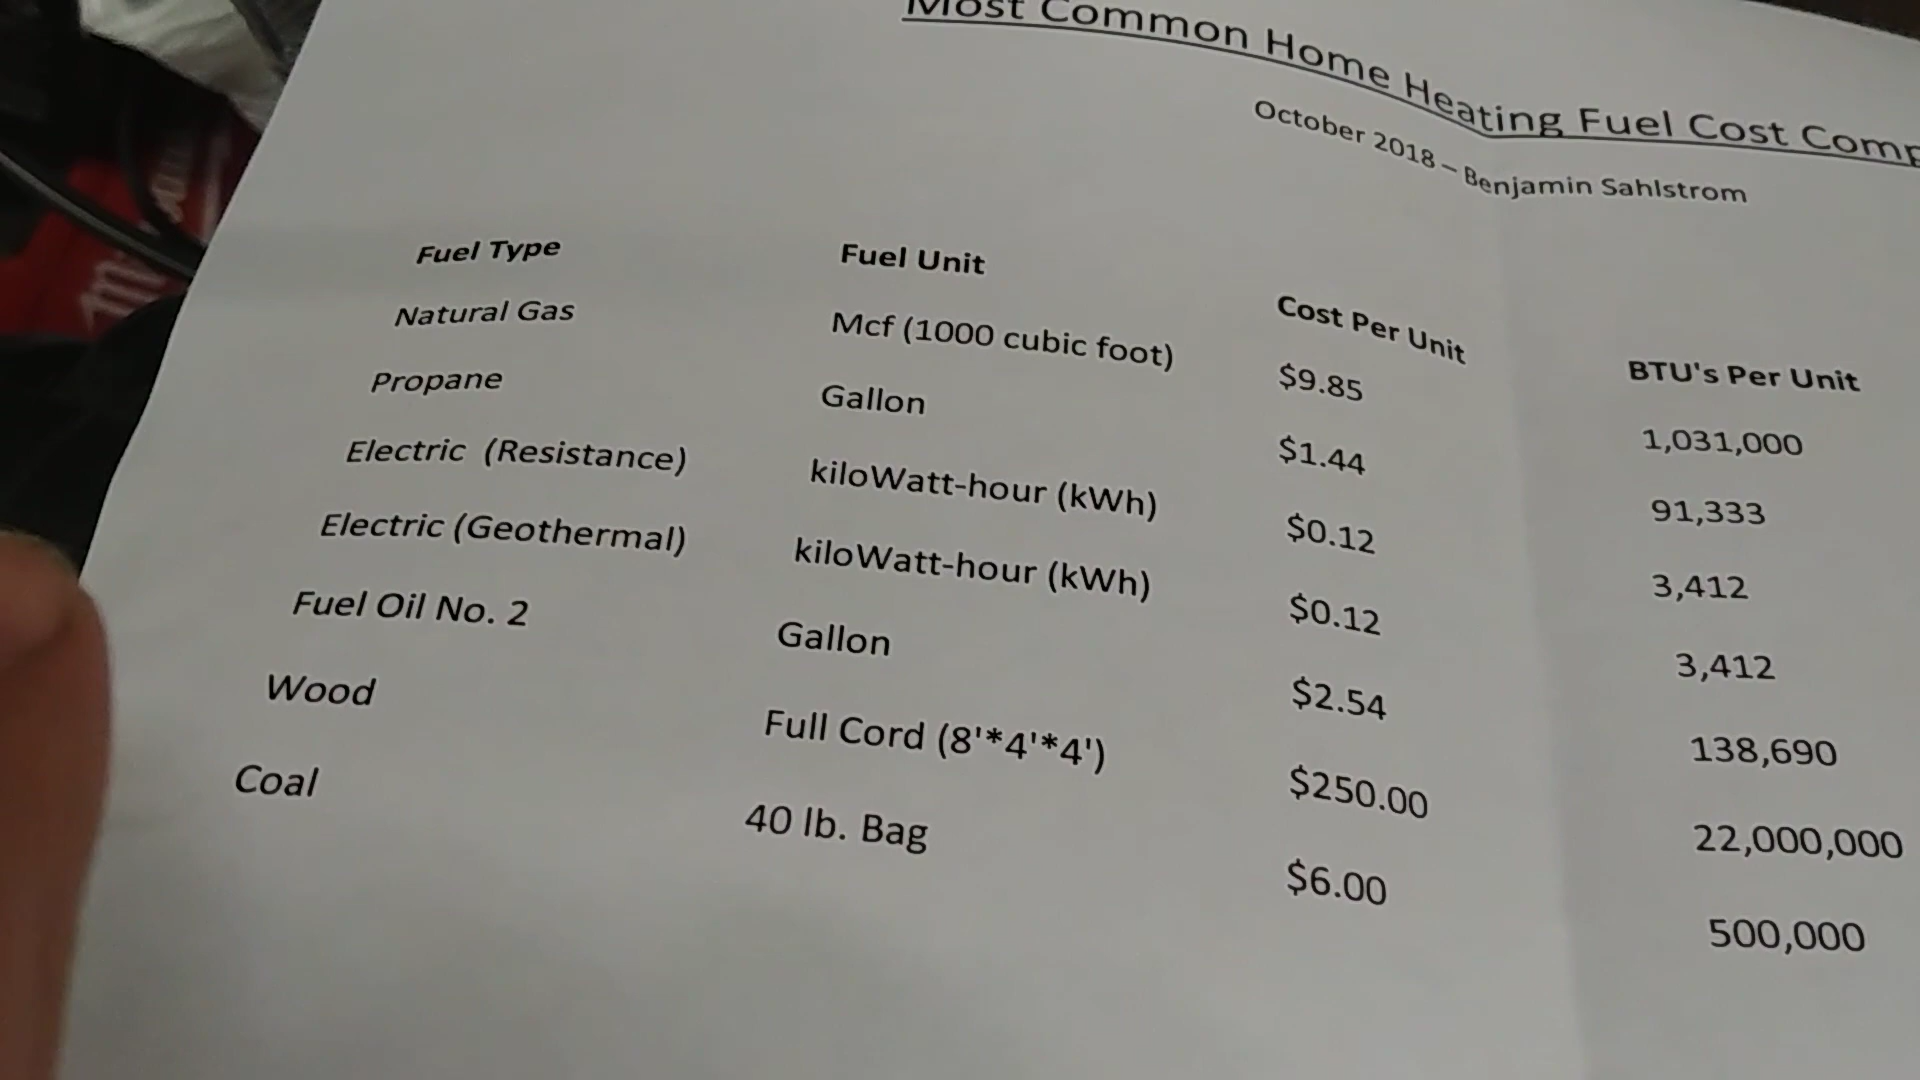 Most Common Home Heating Fuel Cost
October 2018 – Benjamin Sahlstrom
Fuel Type Fuel Unit Cost Per Unit BTU's Per Unit
Natural Gas Mcf (1000 cubic foot) $9.85 1,031,000
Propane Gallon $1.44 91,333
Electric (Resistance) kiloWatt-hour (kWh) $0.12 3,412
Electric (Geothermal) kiloWatt-hour (kWh) $0.12 3,412
Fuel Oil No. 2 Gallon $2.54 138,690
Wood Full Cord (8'*4'*4') $250.00 22,000,000
Coal 40 lb. Bag $6.00 500,000